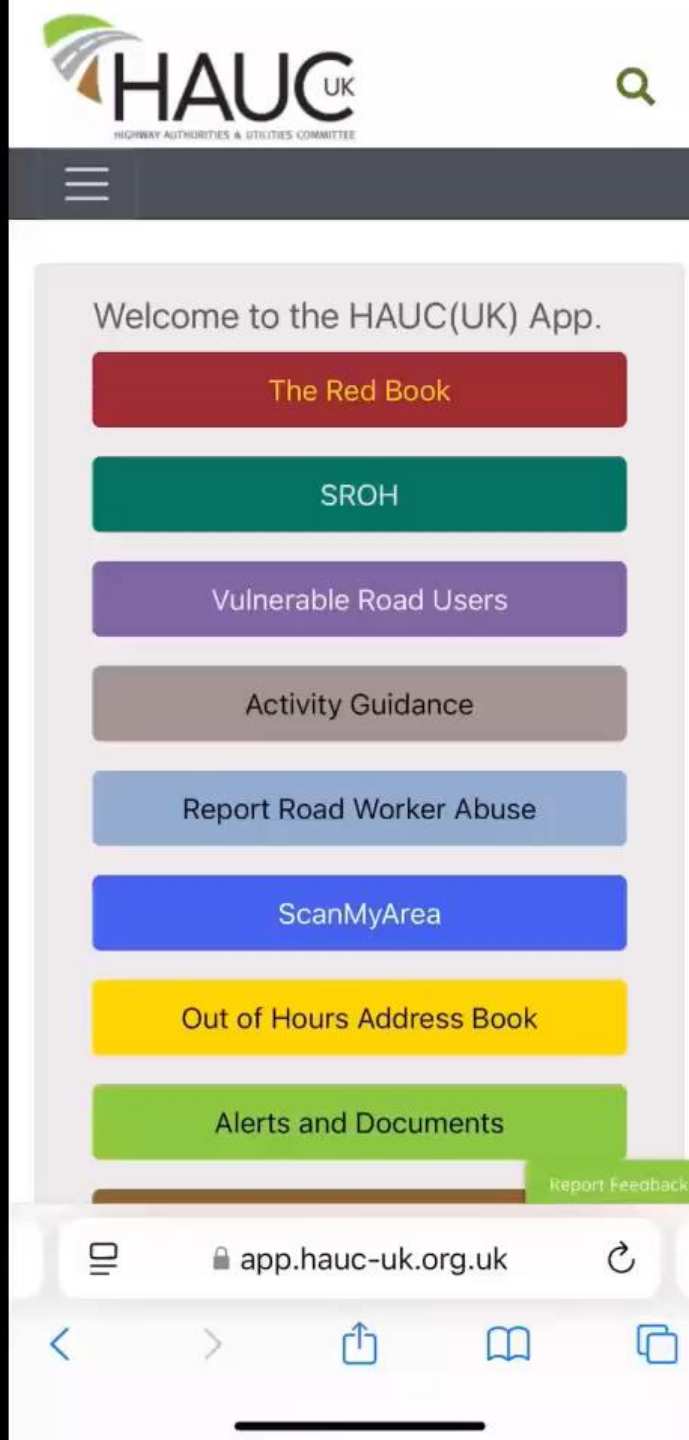 HAUC UK
HIGHWAY AUTHORITIES & UTILITIES COMMITTEE
Welcome to the HAUC(UK) App.
The Red Book
SROH
Vulnerable Road Users
Activity Guidance
Report Road Worker Abuse
ScanMyArea
Out of Hours Address Book
Alerts and Documents
Report Feedback
app.hauc-uk.org.uk